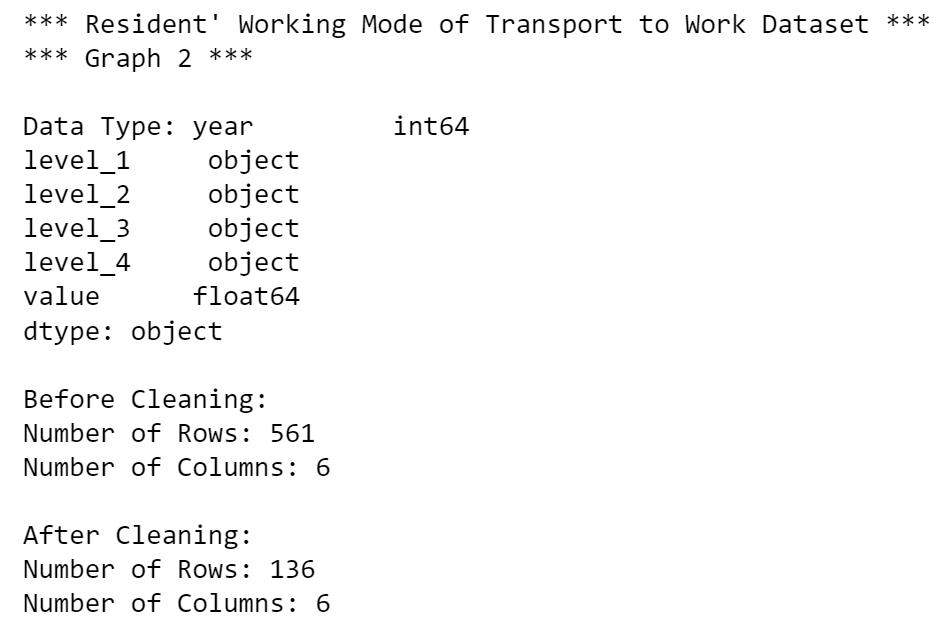 *** Resident' Working Mode of Transport to Work Dataset ***
*** Graph 2 ***
Data Type: year         int64
level_1     object
level_2     object
level_3     object
level_4     object
value      float64
dtype: object
Before Cleaning:
Number of Rows: 561
Number of Columns: 6
After Cleaning:
Number of Rows: 136
Number of Columns: 6